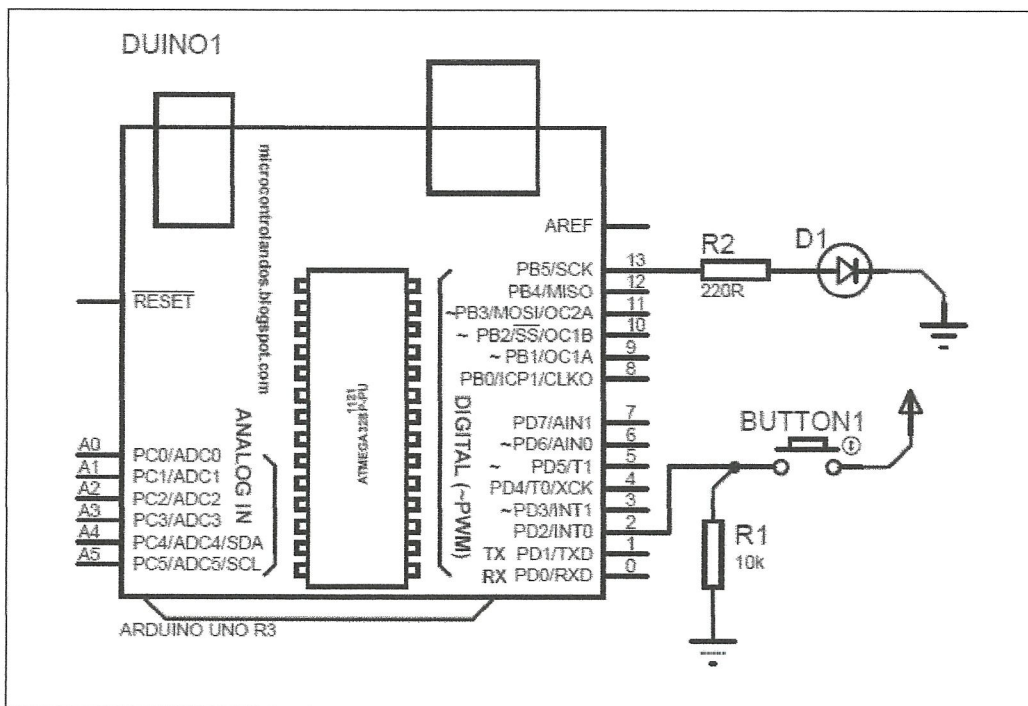 DUINO1
microcontrolandos.blogspot.com
RESET
AREF
PB5/SCK 13
PB4/MISO 12
~PB3/MOSI/OC2A 11
~ PB2/SS/OC1B 10
~ PB1/OC1A 9
PB0/ICP1/CLKO 8
PD7/AIN1 7
~PD6/AIN0 6
~ PD5/T1 5
PD4/T0/XCK 4
~PD3/INT1 3
PD2/INT0 2
TX PD1/TXD 1
RX PD0/RXD 0
DIGITAL (~PWM)
1121
ATMEGA328P-PU
ANALOG IN
A0 PC0/ADC0
A1 PC1/ADC1
A2 PC2/ADC2
A3 PC3/ADC3
A4 PC4/ADC4/SDA
A5 PC5/ADC5/SCL
ARDUINO UNO R3
R2
220R
D1
BUTTON1
R1
10k